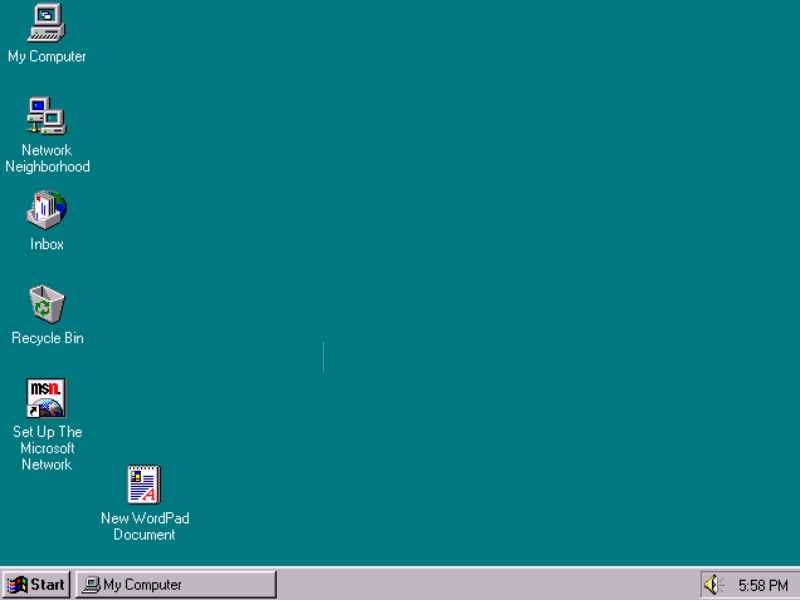 My Computer
Network
Neighborhood
Inbox
Recycle Bin
msn.
Set Up The
Microsoft
Network
New WordPad
Document
Start
My Computer
5:58 PM